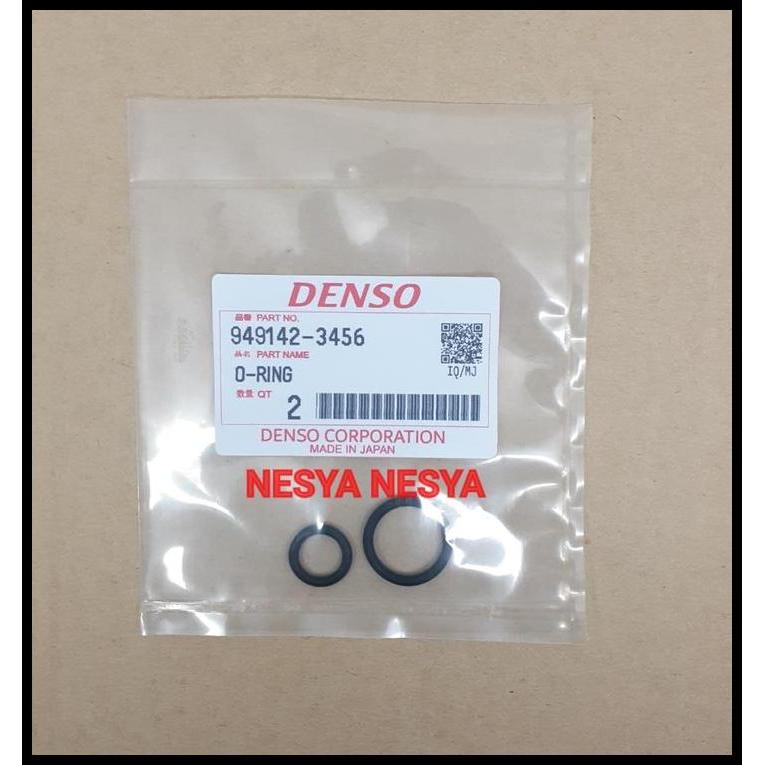 DENSO
品番 PART NO.
949142-3456
品名 PART NAME
O-RING
IQ/MJ
数量 QT
2
DENSO CORPORATION
MADE IN JAPAN
NESYA NESYA